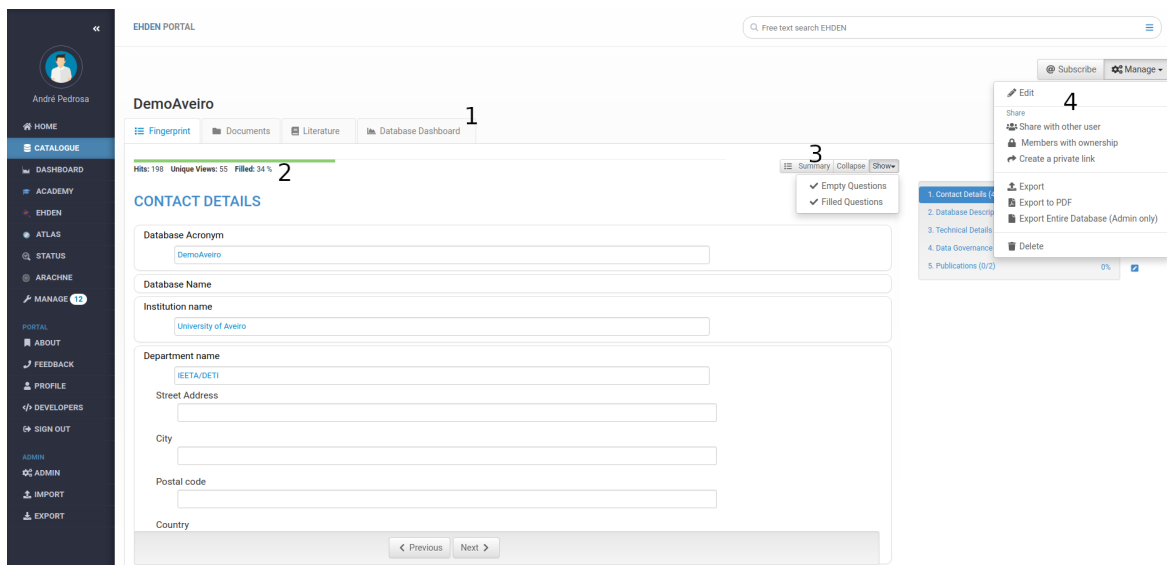 «
EHDEN PORTAL
Free text search EHDEN
André Pedrosa
HOME
CATALOGUE
DASHBOARD
ACADEMY
EHDEN
ATLAS
STATUS
ARACHNE
MANAGE 12
PORTAL
ABOUT
FEEDBACK
PROFILE
</> DEVELOPERS
SIGN OUT
ADMIN
ADMIN
IMPORT
EXPORT
@ Subscribe Manage
DemoAveiro
1
Fingerprint Documents Literature Database Dashboard
Hits: 198 Unique Views: 55 Filled: 34 %
2
3
Summary Collapse Show
Empty Questions
Filled Questions
CONTACT DETAILS
Database Acronym
DemoAveiro
Database Name
Institution name
University of Aveiro
Department name
IEETA/DETI
Street Address
City
Postal code
Country
Previous Next
Edit
4
Share
Share with other user
Members with ownership
Create a private link
Export
Export to PDF
Export Entire Database (Admin only)
Delete
1. Contact Details (4
2. Database Descrip
3. Technical Details
4. Data Governance
5. Publications (0/2) 0%